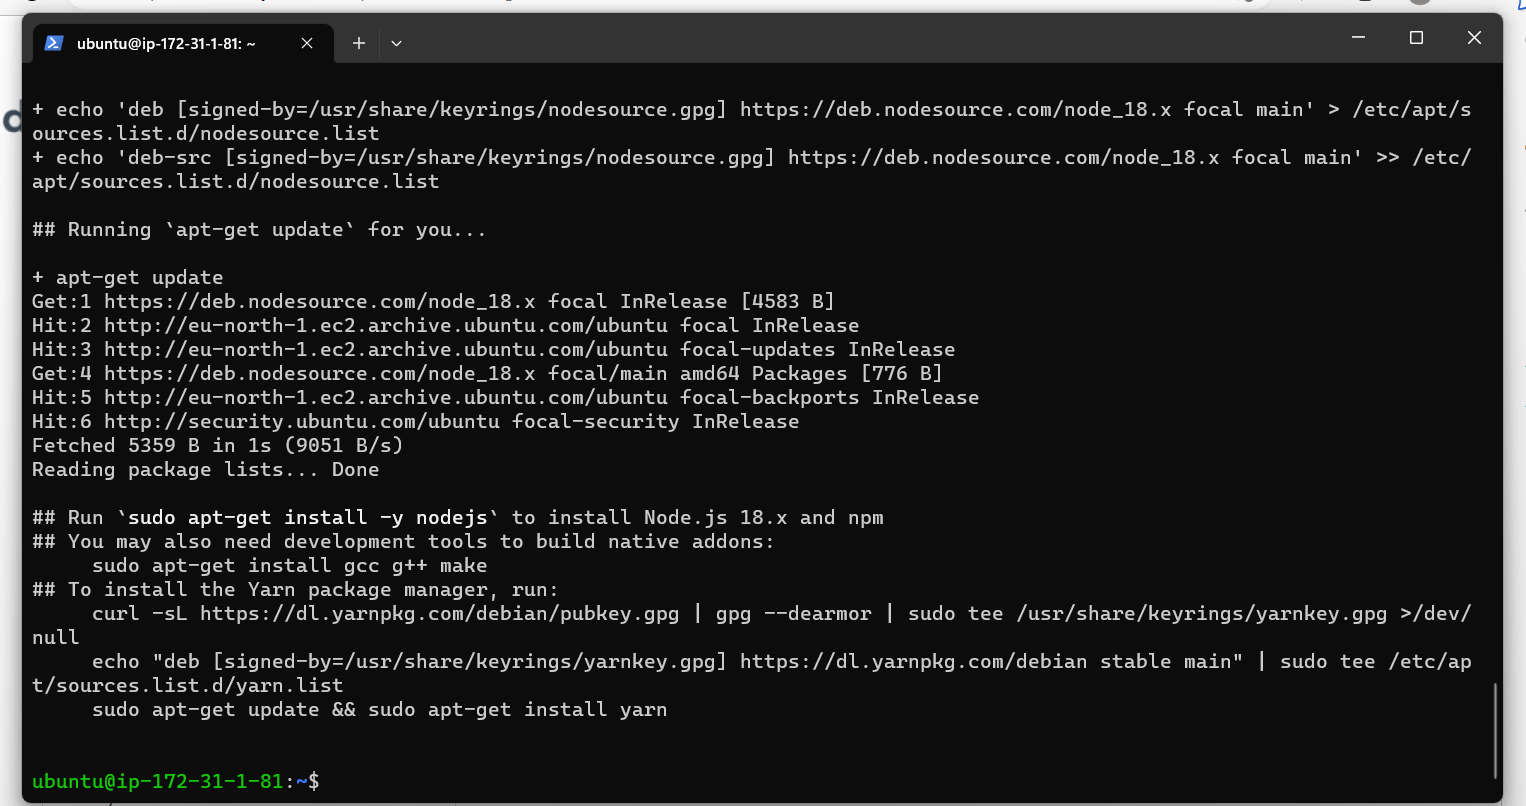 ubuntu@ip-172-31-1-81: ~
+ echo 'deb [signed-by=/usr/share/keyrings/nodesource.gpg] https://deb.nodesource.com/node_18.x focal main' > /etc/apt/s
ources.list.d/nodesource.list
+ echo 'deb-src [signed-by=/usr/share/keyrings/nodesource.gpg] https://deb.nodesource.com/node_18.x focal main' >> /etc/
apt/sources.list.d/nodesource.list
## Running `apt-get update` for you...
+ apt-get update
Get:1 https://deb.nodesource.com/node_18.x focal InRelease [4583 B]
Hit:2 http://eu-north-1.ec2.archive.ubuntu.com/ubuntu focal InRelease
Hit:3 http://eu-north-1.ec2.archive.ubuntu.com/ubuntu focal-updates InRelease
Get:4 https://deb.nodesource.com/node_18.x focal/main amd64 Packages [776 B]
Hit:5 http://eu-north-1.ec2.archive.ubuntu.com/ubuntu focal-backports InRelease
Hit:6 http://security.ubuntu.com/ubuntu focal-security InRelease
Fetched 5359 B in 1s (9051 B/s)
Reading package lists... Done
## Run `sudo apt-get install -y nodejs` to install Node.js 18.x and npm
## You may also need development tools to build native addons:
     sudo apt-get install gcc g++ make
## To install the Yarn package manager, run:
     curl -sL https://dl.yarnpkg.com/debian/pubkey.gpg | gpg --dearmor | sudo tee /usr/share/keyrings/yarnkey.gpg >/dev/
null
     echo "deb [signed-by=/usr/share/keyrings/yarnkey.gpg] https://dl.yarnpkg.com/debian stable main" | sudo tee /etc/ap
t/sources.list.d/yarn.list
     sudo apt-get update && sudo apt-get install yarn
ubuntu@ip-172-31-1-81:~$